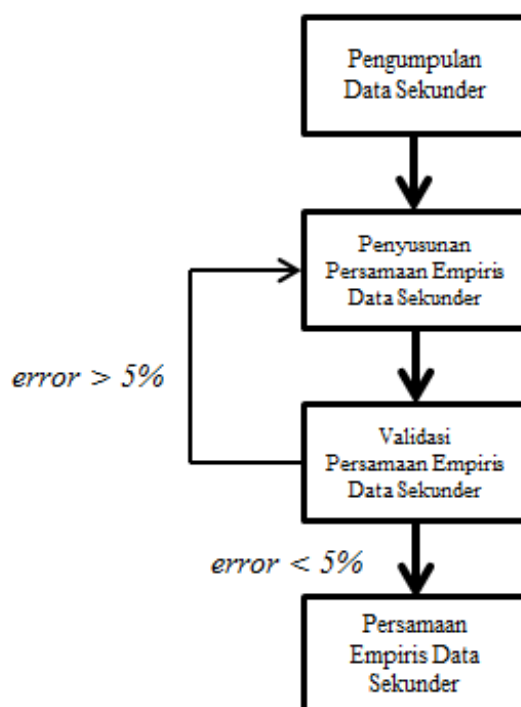 Pengumpulan
Data Sekunder
Penyusunan
Persamaan Empiris
Data Sekunder
error > 5%
Validasi
Persamaan Empiris
Data Sekunder
error < 5%
Persamaan
Empiris Data
Sekunder